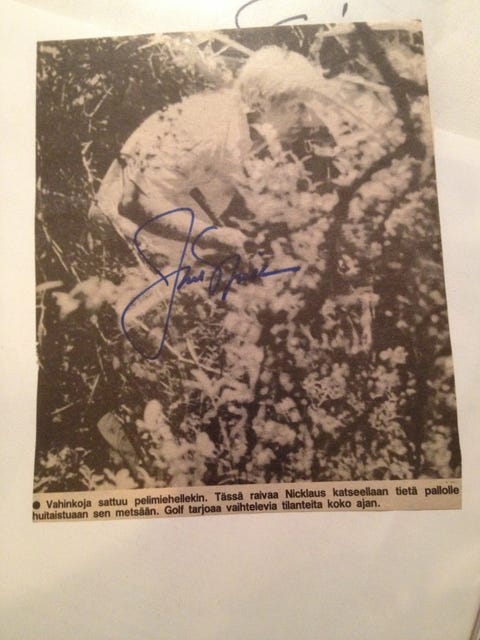 ● Vahinkoja sattuu pelimiehellekin. Tässä raivaa Nicklaus katseellaan tietä pallolle
huitaistuaan sen metsään. Golf tarjoaa vaihtelevia tilanteita koko ajan.